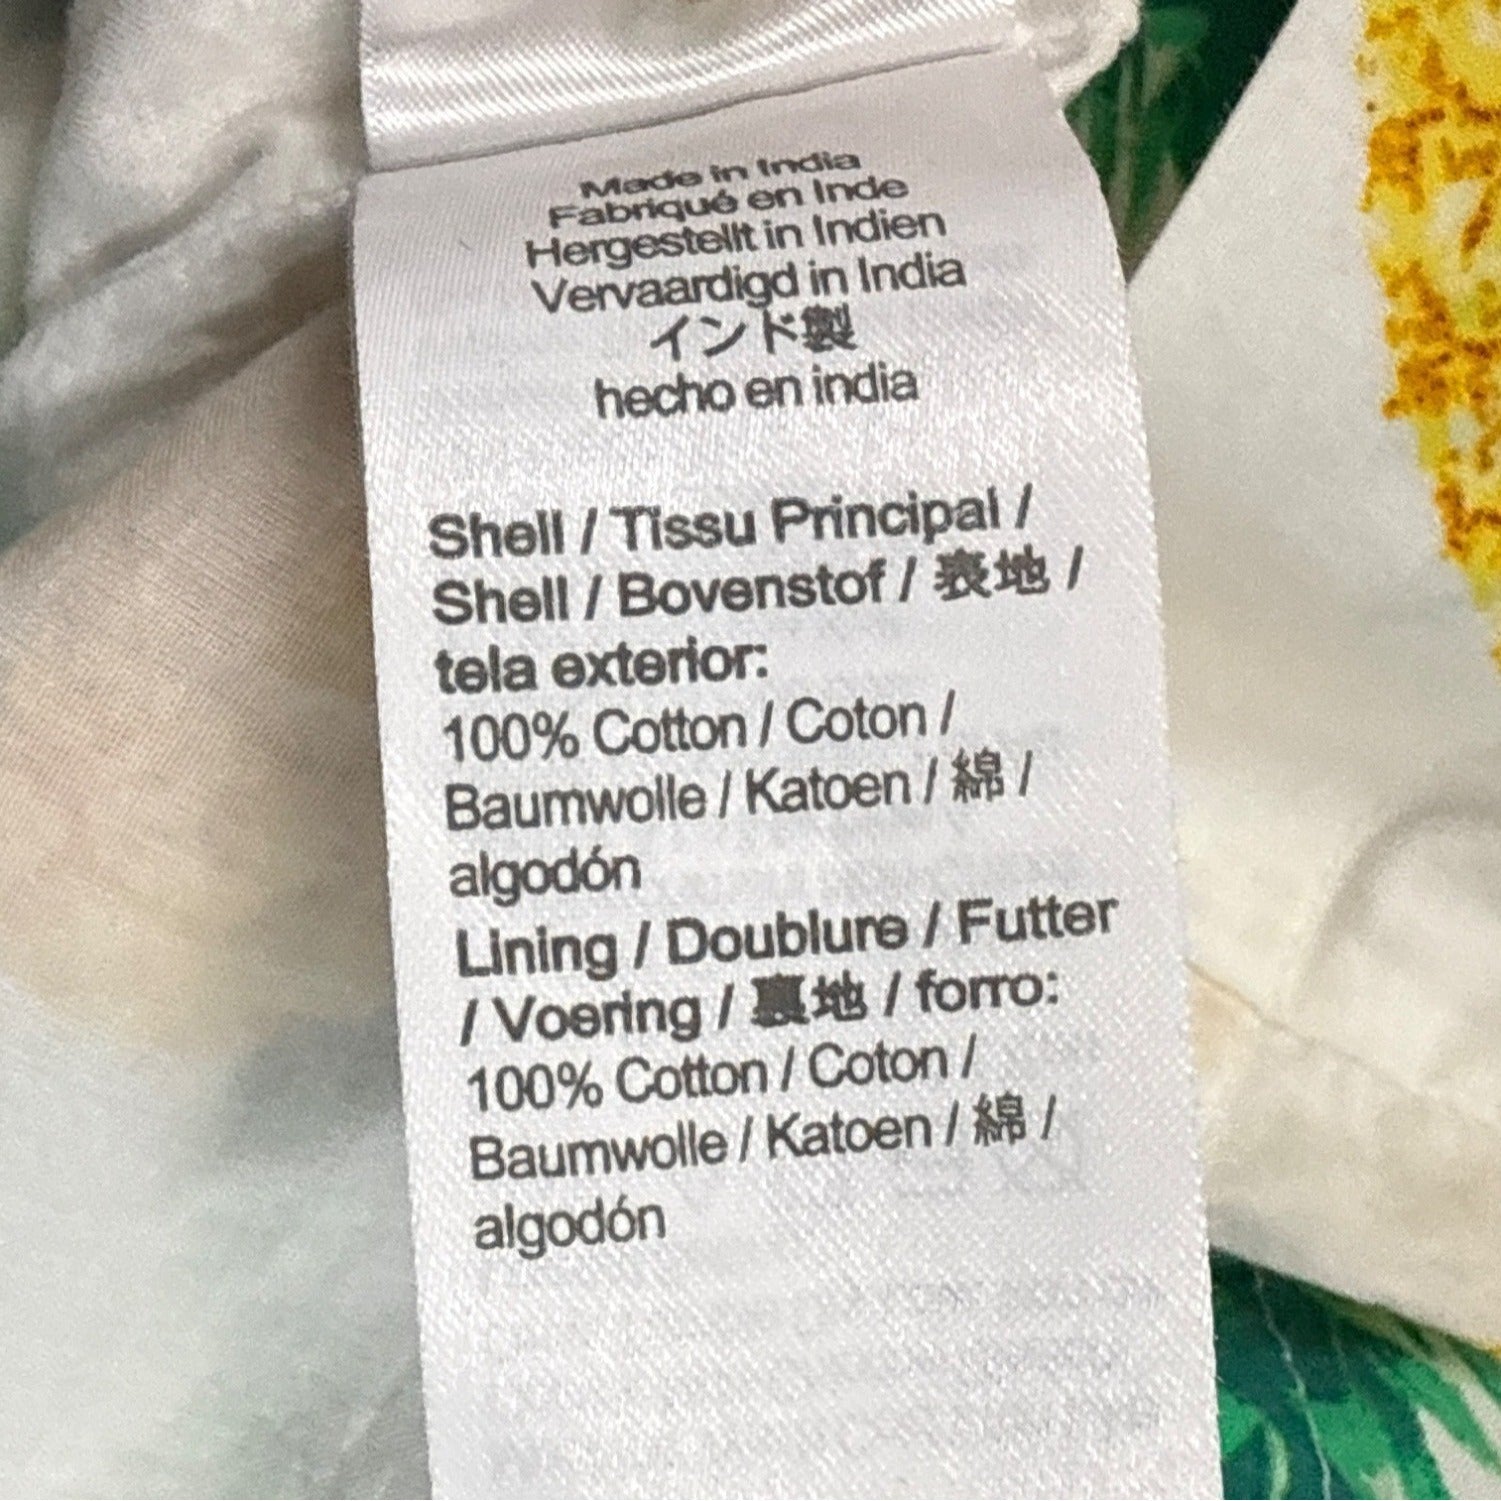 Made in India
Fabriqué en Inde
Hergestellt in Indien
Vervaardigd in India
インド製
hecho en india
Shell / Tissu Principal /
Shell / Bovenstof / 表地 /
tela exterior:
100% Cotton / Coton /
Baumwolle / Katoen / 綿 /
algodón
Lining / Doublure / Futter
/ Voering / 裏地 / forro:
100% Cotton / Coton /
Baumwolle / Katoen / 綿 /
algodón